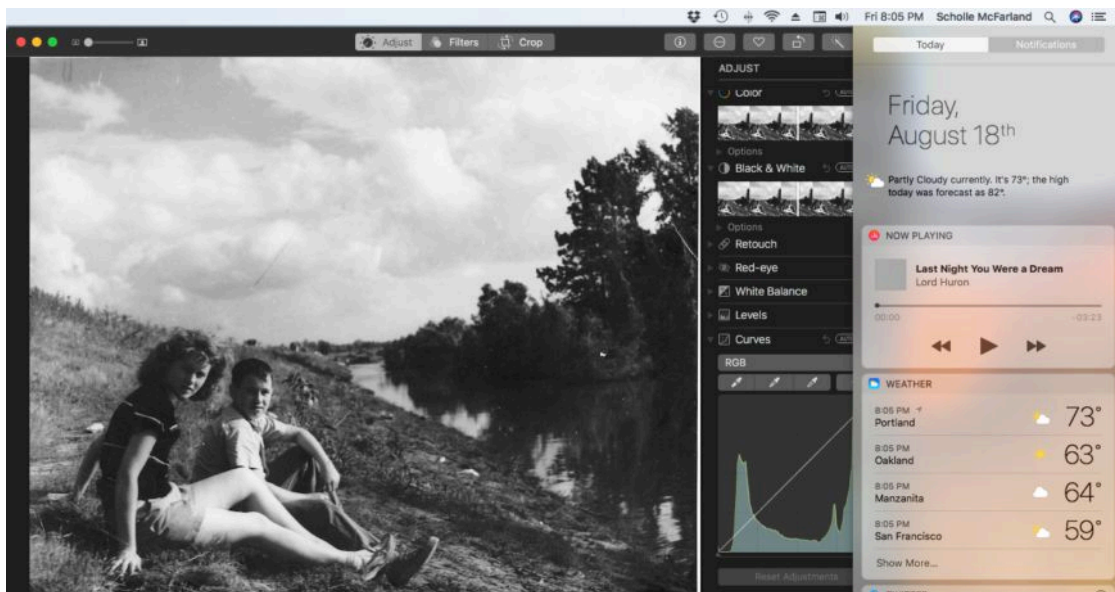 Fri 8:05 PM Scholle McFarland
Adjust Filters Crop
Today Notifications
ADJUST
Color
Options
Black & White
Options
Retouch
Red-eye
White Balance
Levels
Curves
RGB
Reset Adjustments
Friday,
August 18th
Partly Cloudy currently. It's 73°; the high
today was forecast as 82°.
NOW PLAYING
Last Night You Were a Dream
Lord Huron
00:00 -03:23
WEATHER
8:05 PM
Portland 73°
8:05 PM
Oakland 63°
8:05 PM
Manzanita 64°
8:05 PM
San Francisco 59°
Show More...